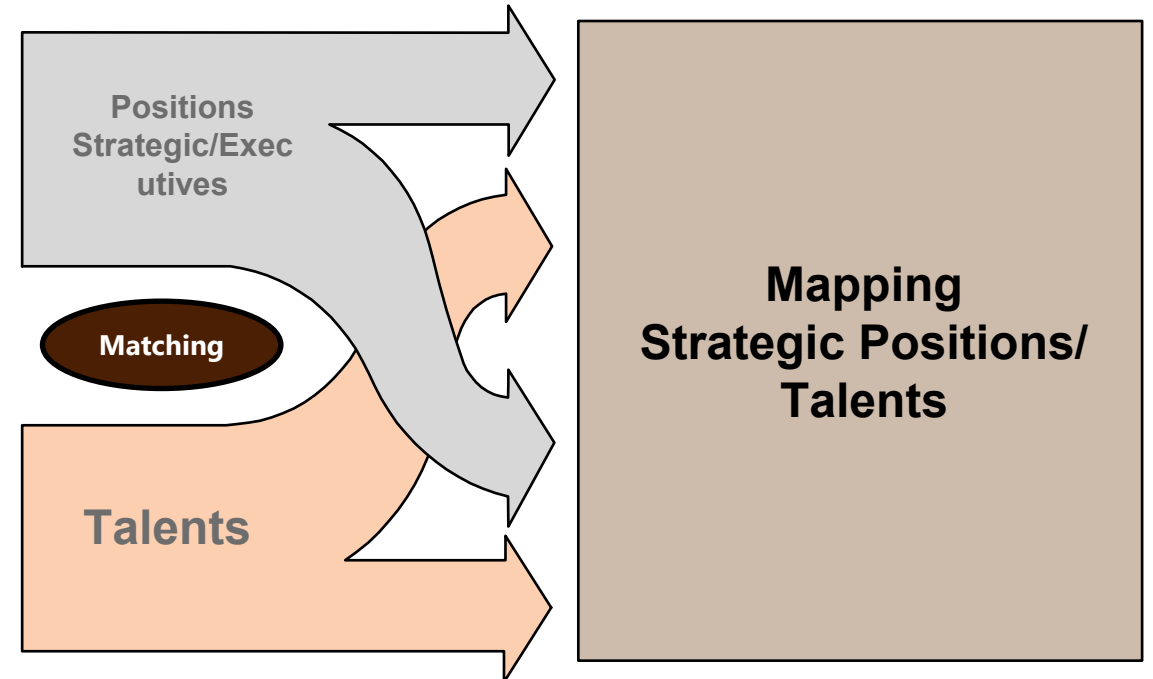 Positions
Strategic/Exec
utives
Matching
Talents
Mapping
Strategic Positions/
Talents